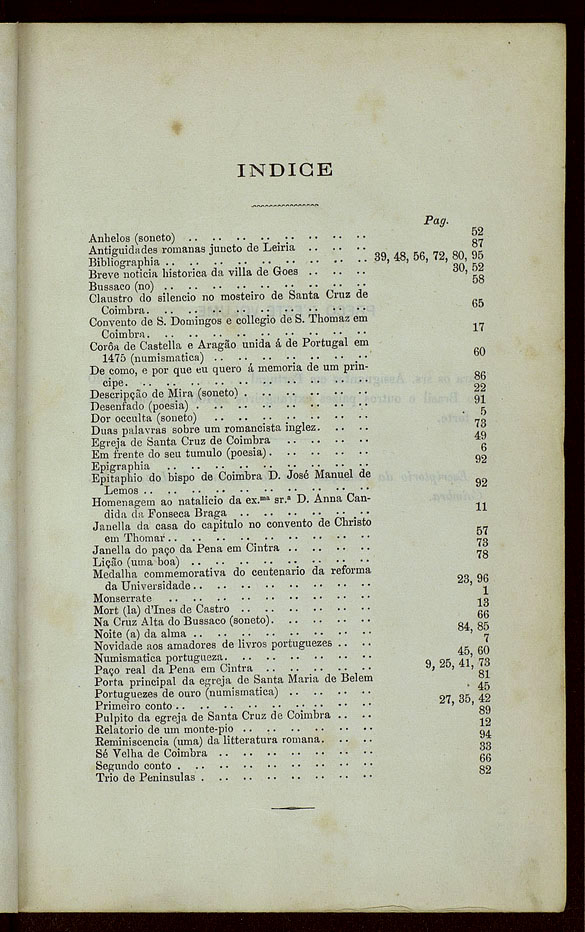 INDICE
Pag.
Anhelos (soneto) .. .. .. .. .. .. .. .. 52
Antiguidades romanas juncto de Leiria .. .. .. 87
Bibliographia .. .. .. .. .. .. .. .. .. 39, 48, 56, 72, 80, 95
Breve noticia historica da villa de Goes .. .. .. 30, 52
Bussaco (no) .. .. .. .. .. .. .. .. .. 58
Claustro do silencio no mosteiro de Santa Cruz de
Coimbra. .. .. .. .. .. .. .. .. .. 65
Convento de S. Domingos e collegio de S. Thomaz em
Coimbra. .. .. .. .. .. .. .. .. .. 17
Corôa de Castella e Aragão unida á de Portugal em
1475 (numismatica) .. .. .. .. .. .. .. 60
De como, e por que eu quero á memoria de um prin-
cipe. .. .. .. .. .. .. .. .. .. .. 86
Descripção de Mira (soneto) . .. .. .. .. .. 22
Desenfado (poesia) . .. .. .. .. .. .. .. 91
Dor occulta (soneto) .. .. .. .. .. .. .. 5
Duas palavras sobre um romancista inglez. .. .. 73
Egreja de Santa Cruz de Coimbra .. .. .. .. 49
Em frente do seu tumulo (poesia) . .. .. .. .. 6
Epigraphia .. .. .. .. .. .. .. .. .. 92
Epitaphio do bispo de Coimbra D. José Manuel de
Lemos .. .. .. .. .. .. .. .. .. .. 92
Homenagem ao natalicio da ex.ma sr.a D. Anna Can-
dida da Fonseca Braga .. .. .. .. .. .. 11
Janella da casa do capitulo no convento de Christo
em Thomar .. .. .. .. .. .. .. .. .. 57
Janella do paço da Pena em Cintra .. .. .. .. 73
Lição (uma boa) .. .. .. .. .. .. .. .. 78
Medalha commemorativa do centenario da reforma
da Universidade .. .. .. .. .. .. .. .. 23, 96
Monserrate .. .. .. .. .. .. .. .. .. 1
Mort (la) d'Ines de Castro .. .. .. .. .. .. 13
Na Cruz Alta do Bussaco (soneto). .. .. .. .. 66
Noite (a) da alma .. .. .. .. .. .. .. .. 84, 85
Novidade aos amadores de livros portuguezes .. .. 7
Numismatica portugueza. .. .. .. .. .. .. 45, 60
Paço real da Pena em Cintra .. .. .. .. .. 9, 25, 41, 73
Porta principal da egreja de Santa Maria de Belem 81
Portuguezes de ouro (numismatica) .. .. .. .. 45
Primeiro conto .. .. .. .. .. .. .. .. .. 27, 35, 42
Pulpito da egreja de Santa Cruz de Coimbra .. .. 89
Relatorio de um monte-pio .. .. .. .. .. .. 12
Reminiscencia (uma) da litteratura romana. .. .. 94
Sé Velha de Coimbra .. .. .. .. .. .. .. 33
Segundo conto . .. .. .. .. .. .. .. .. 66
Trio de Peninsulas . .. .. .. .. .. .. .. 82